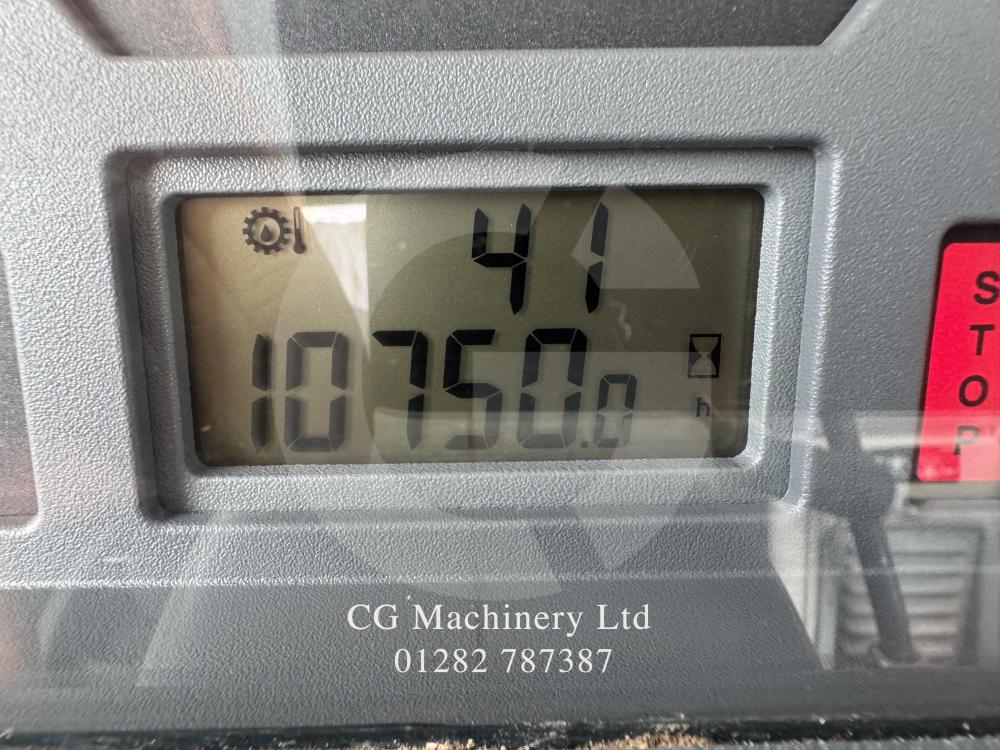 41
10750.0
h
STOP
CG Machinery Ltd
01282 787387